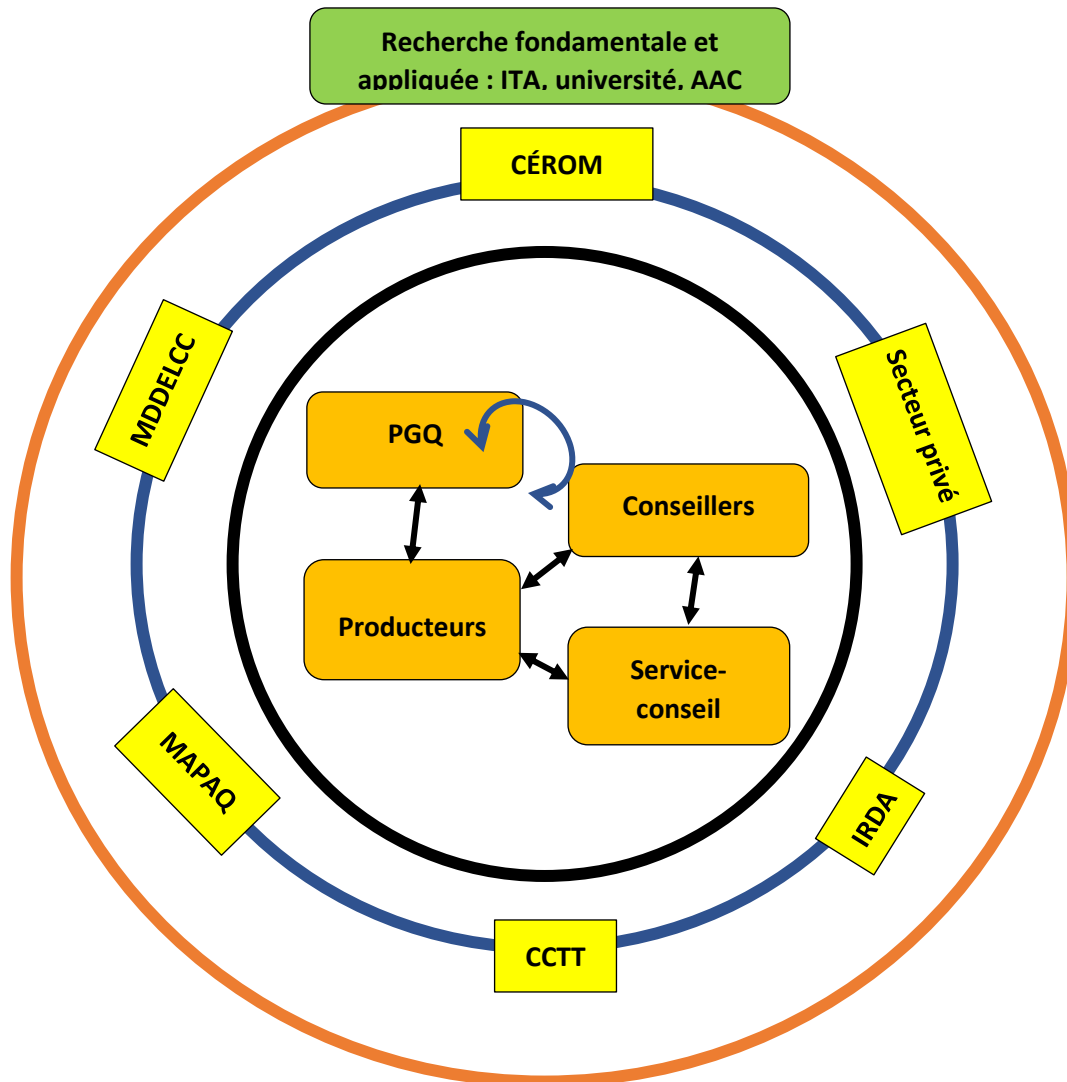 Recherche fondamentale et
appliquée : ITA, université, AAC
CÉROM
MDDELCC
Secteur privé
PGQ
Conseillers
Producteurs
Service-
conseil
MAPAQ
IRDA
CCTT